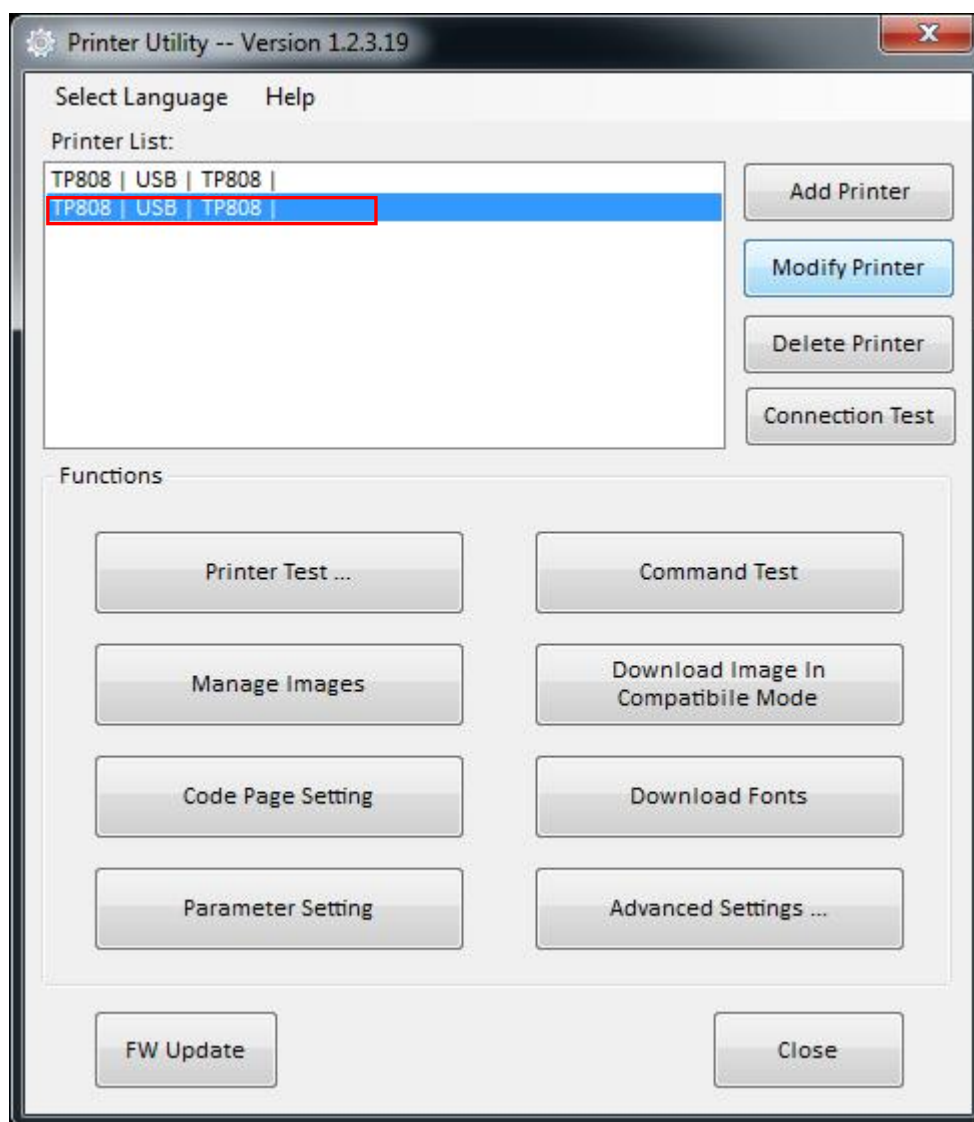 Printer Utility -- Version 1.2.3.19
x
Select Language Help
Printer List:
TP808 | USB | TP808 |
TP808 | USB | TP808 |
Add Printer
Modify Printer
Delete Printer
Connection Test
Functions
Printer Test ...
Command Test
Manage Images
Download Image In
Compatibile Mode
Code Page Setting
Download Fonts
Parameter Setting
Advanced Settings ...
FW Update
Close